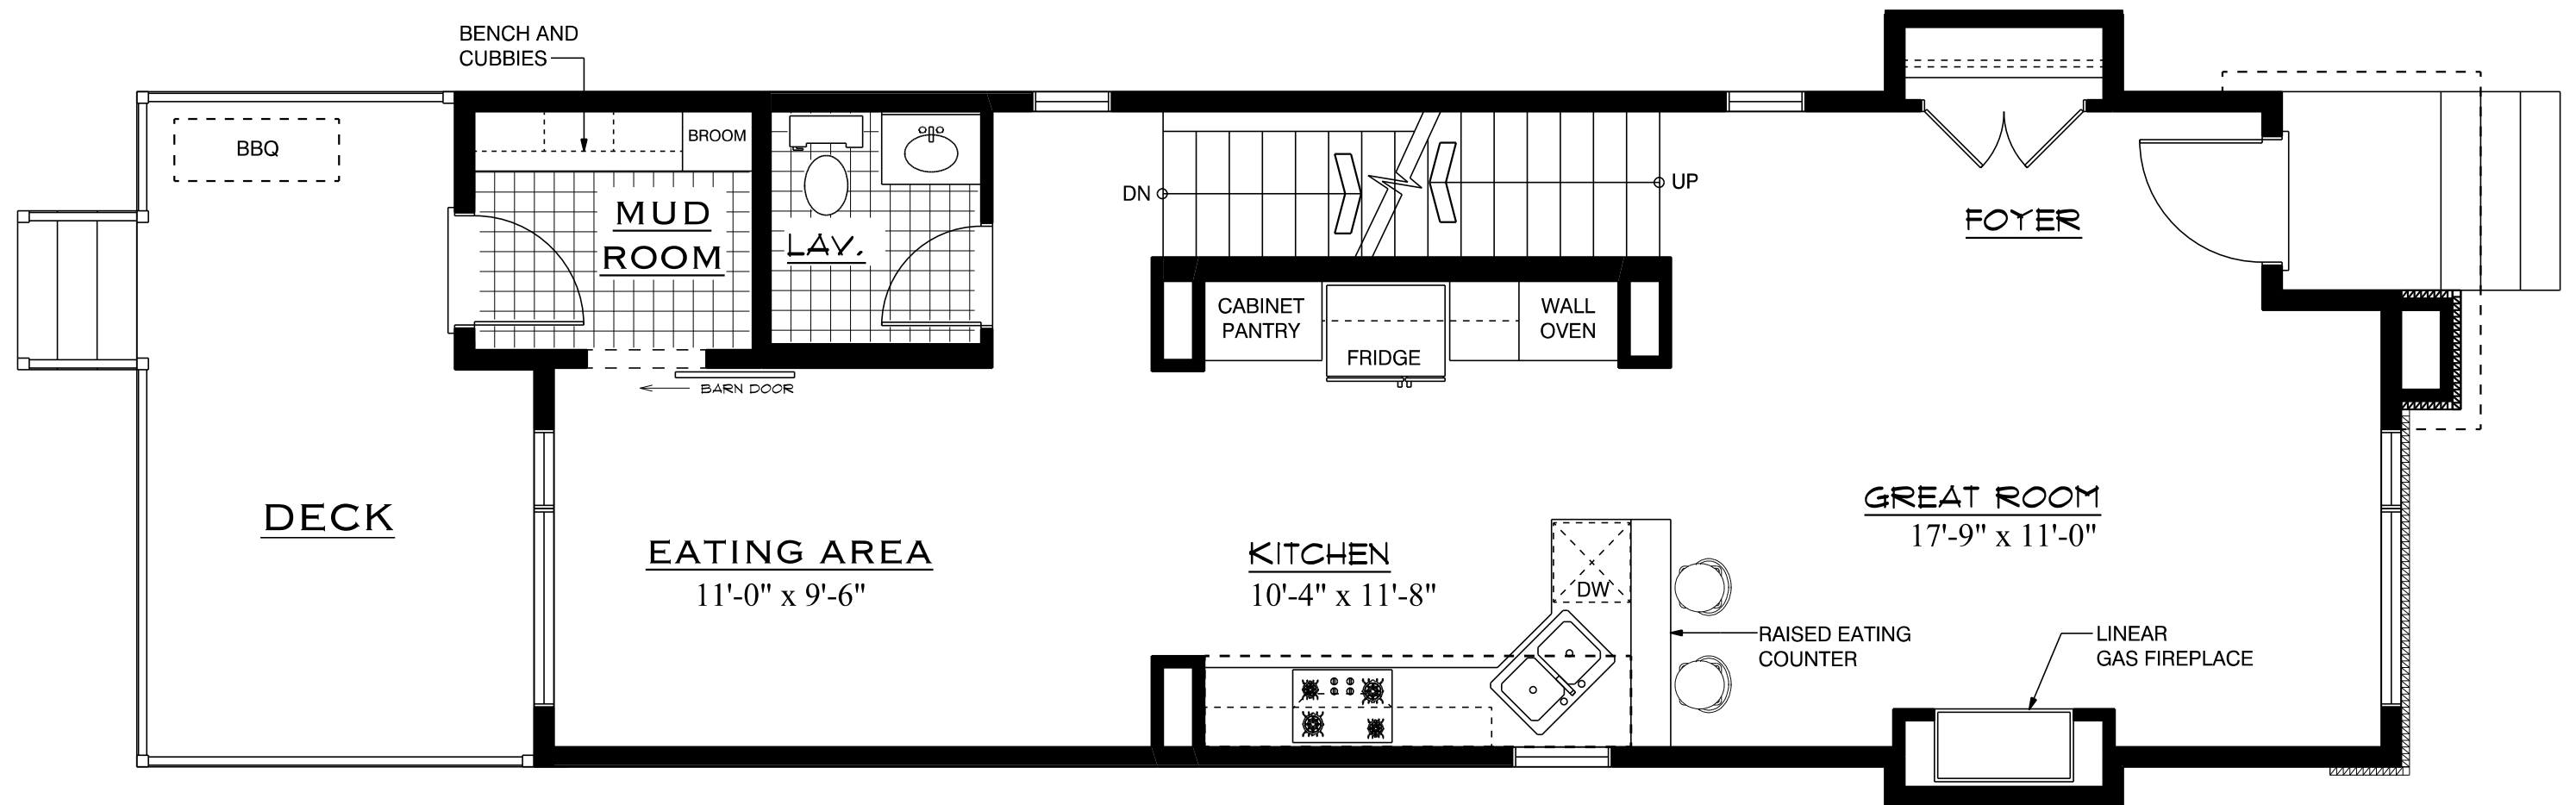 BENCH AND
CUBBIES
BBQ
BROOM
MUD
ROOM
LAV.
DN
UP
FOYER
CABINET
PANTRY
FRIDGE
WALL
OVEN
BARN DOOR
DECK
EATING AREA
11'-0" x 9'-6"
KITCHEN
10'-4" x 11'-8"
DW
GREAT ROOM
17'-9" x 11'-0"
RAISED EATING
COUNTER
LINEAR
GAS FIREPLACE